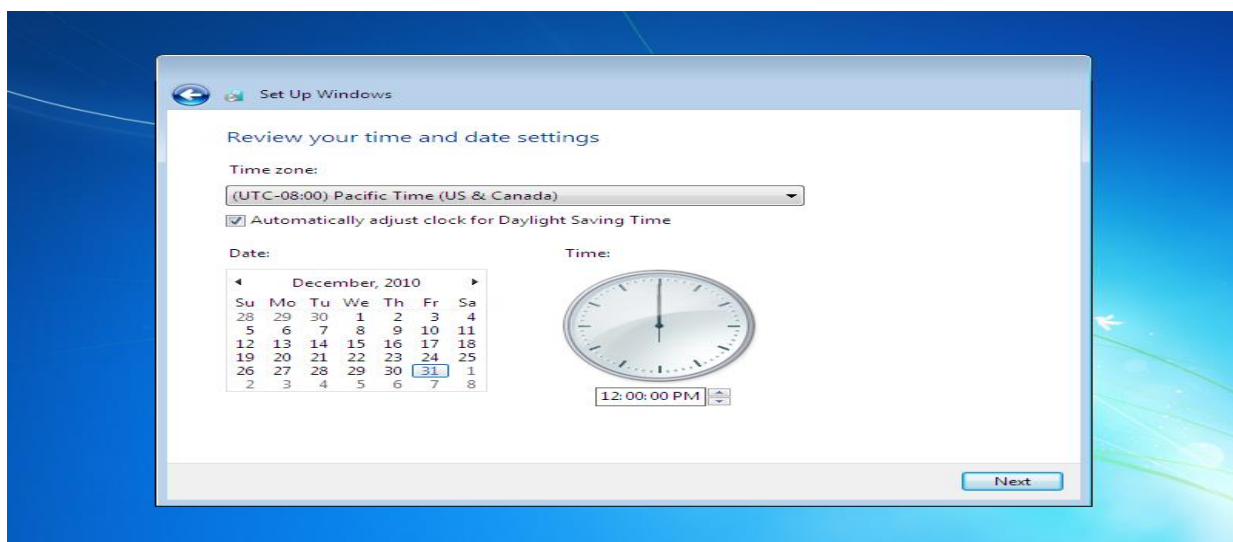 Set Up Windows
Review your time and date settings
Time zone:
(UTC-08:00) Pacific Time (US & Canada)
Automatically adjust clock for Daylight Saving Time
Date:
Time:
December, 2010
Su Mo Tu We Th Fr Sa
28 29 30 1 2 3 4
5 6 7 8 9 10 11
12 13 14 15 16 17 18
19 20 21 22 23 24 25
26 27 28 29 30 31 1
2 3 4 5 6 7 8
12:00:00 PM
Next